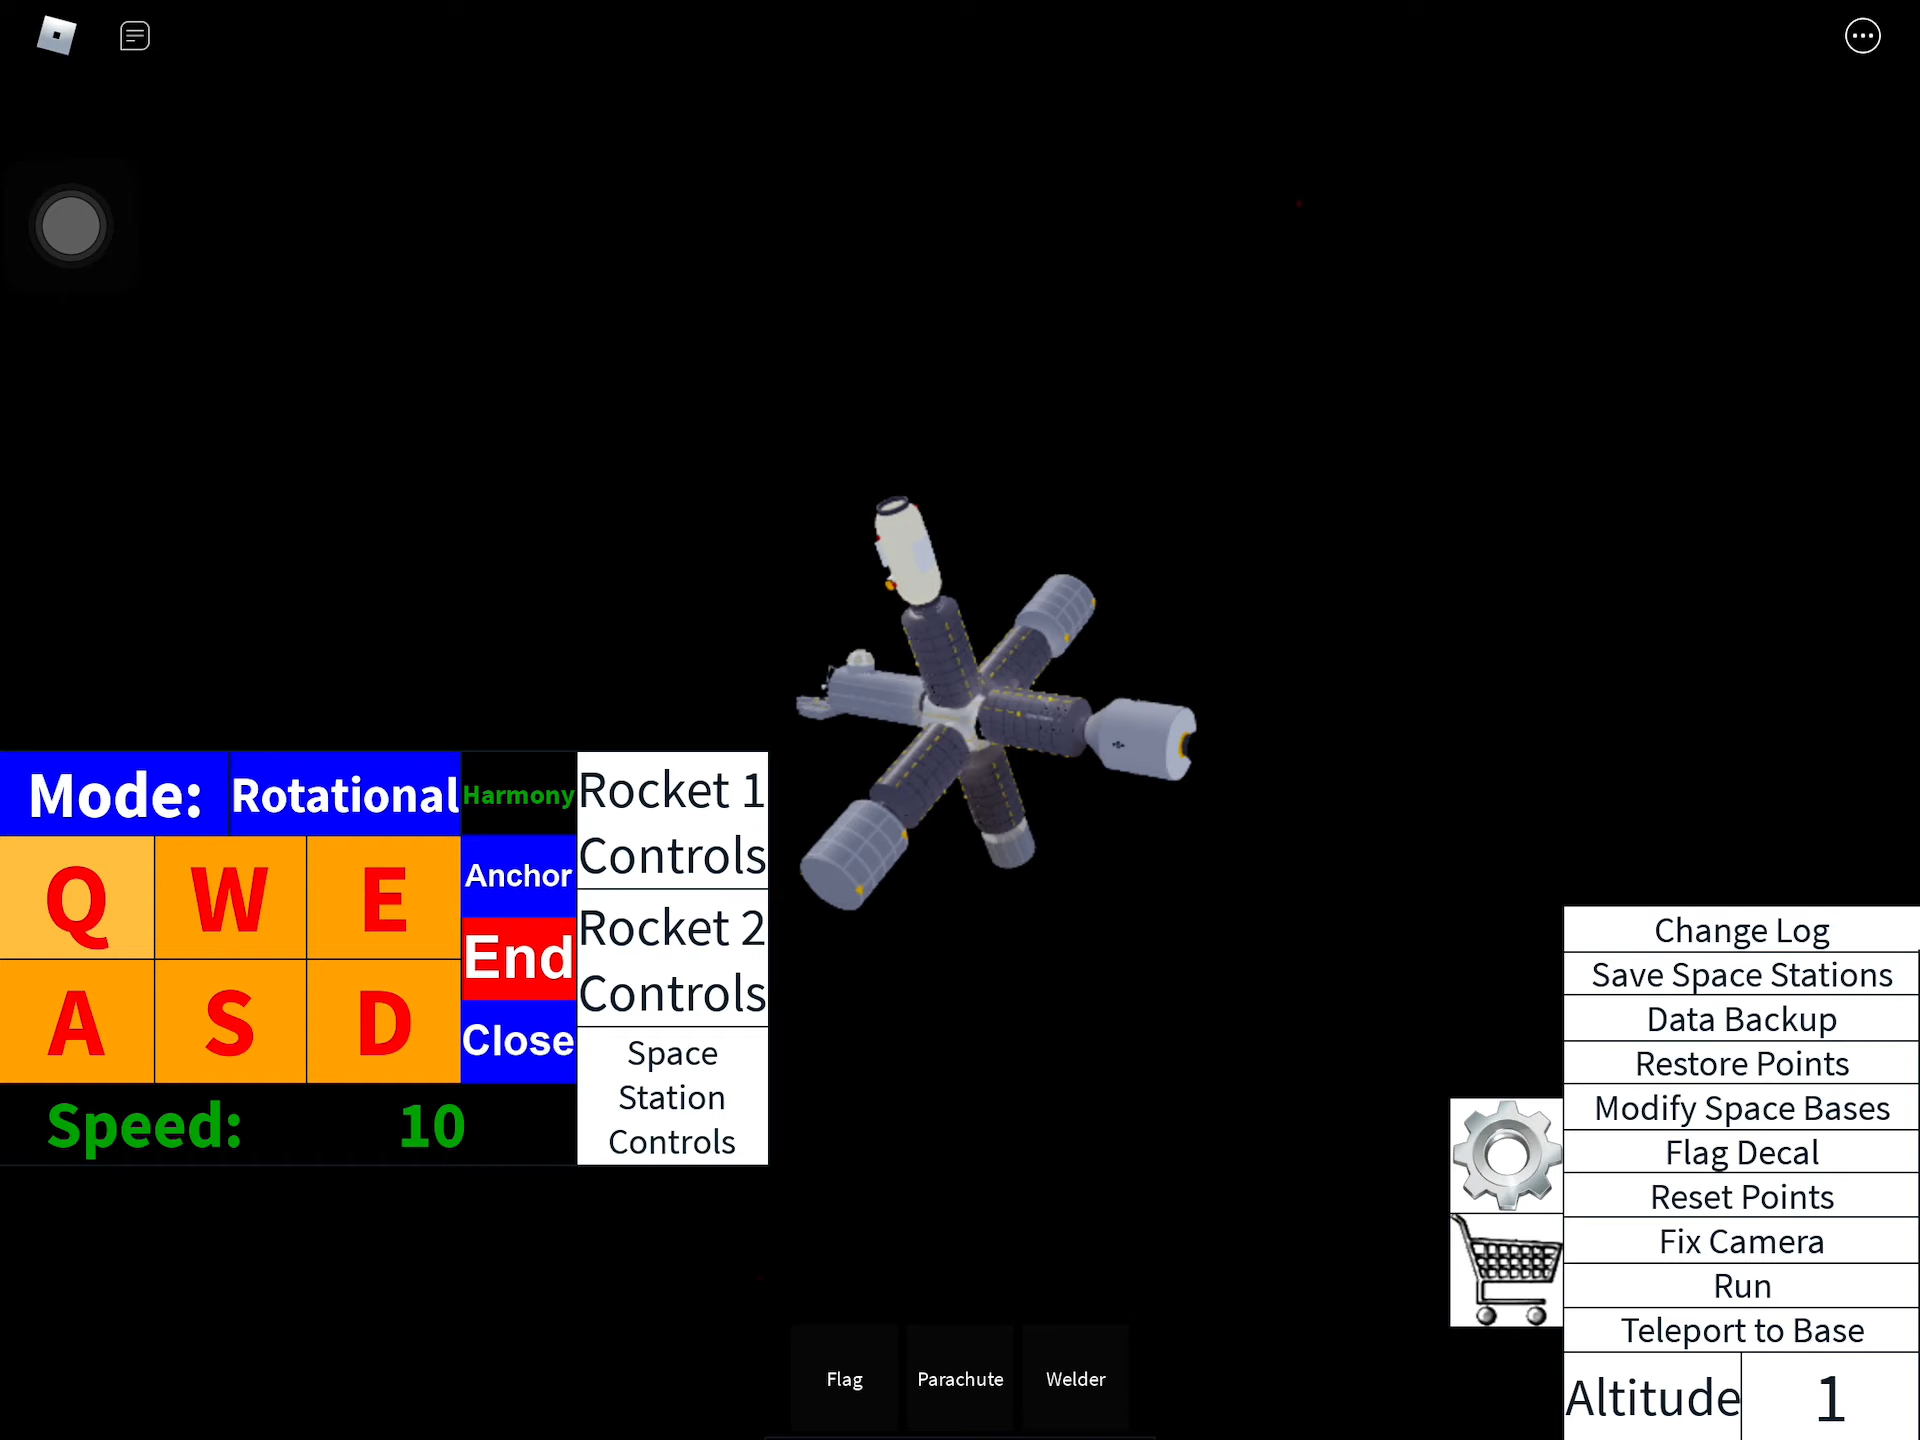 Mode:
Rotational
Harmony
Q
W
E
Anchor
End
A
S
D
Close
Speed:
10
Rocket 1
Controls
Rocket 2
Controls
Space
Station
Controls
Change Log
Save Space Stations
Data Backup
Restore Points
Modify Space Bases
Flag Decal
Reset Points
Fix Camera
Run
Teleport to Base
Altitude
1
Flag
Parachute
Welder